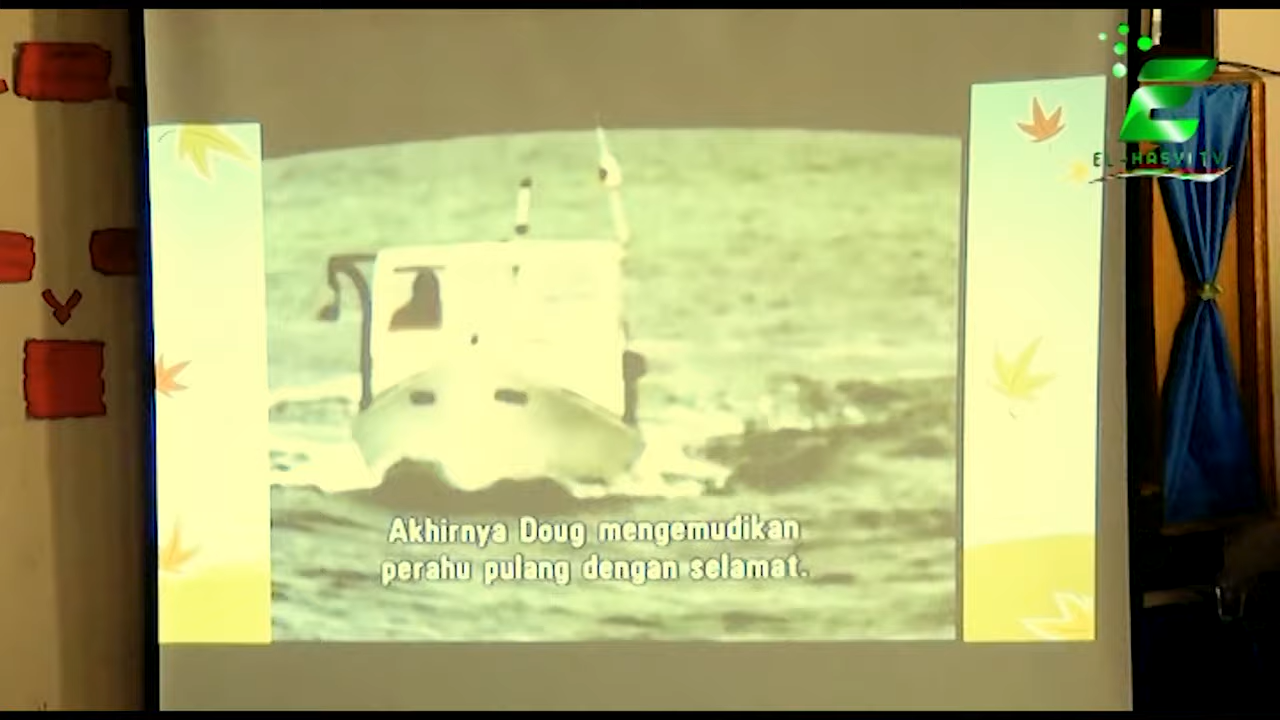 EL-HASYI TV
Akhirnya Doug mengemudikan
perahu pulang dengan selamat.